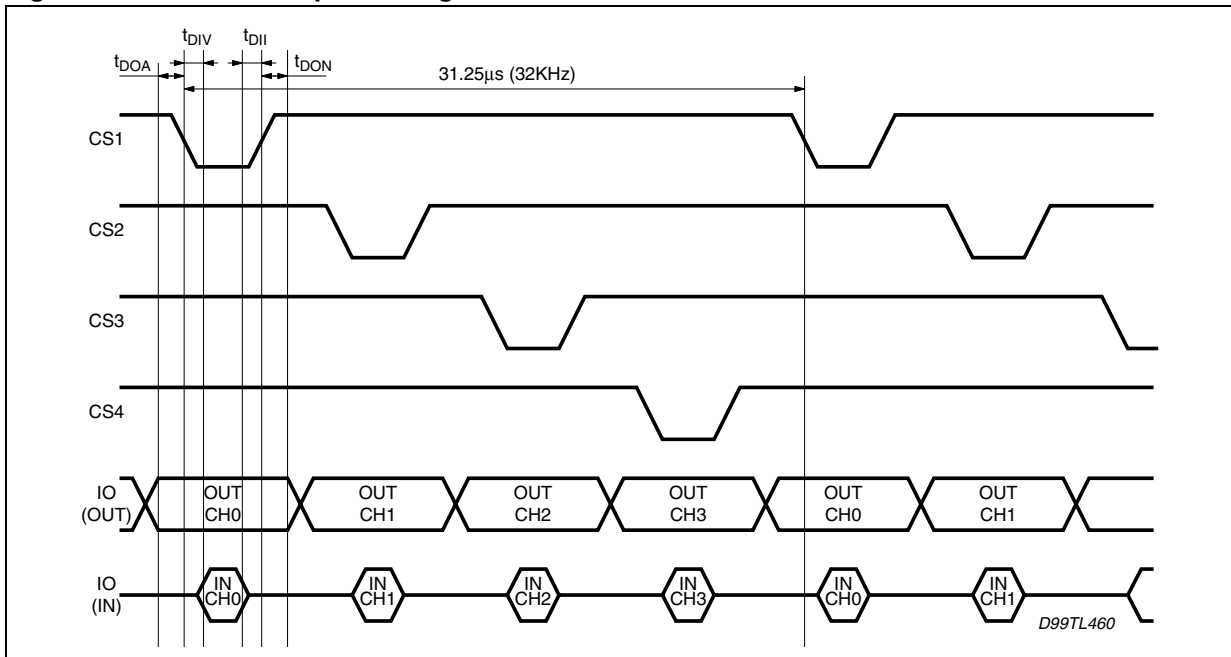 tDIV tDII
tDOA tDON
31.25µs (32KHz)
CS1
CS2
CS3
CS4
IO
(OUT)
OUT
CH0
OUT
CH1
OUT
CH2
OUT
CH3
OUT
CH0
OUT
CH1
IO
(IN)
IN
CH0
IN
CH1
IN
CH2
IN
CH3
IN
CH0
IN
CH1
D99TL460